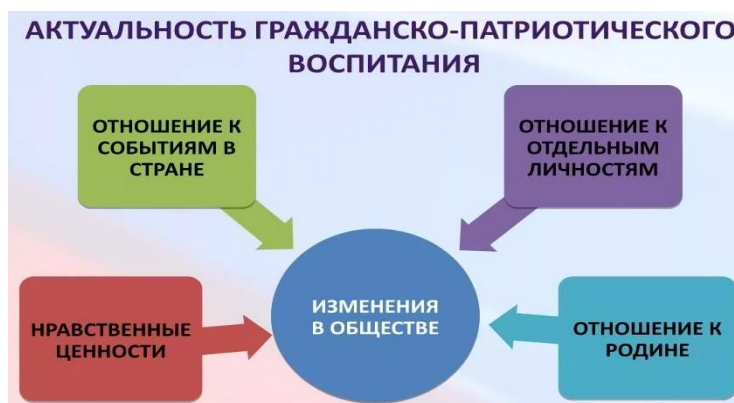 АКТУАЛЬНОСТЬ ГРАЖДАНСКО-ПАТРИОТИЧЕСКОГО
ВОСПИТАНИЯ
ОТНОШЕНИЕ К
СОБЫТИЯМ В
СТРАНЕ
ОТНОШЕНИЕ К
ОТДЕЛЬНЫМ
ЛИЧНОСТЯМ
НРАВСТВЕННЫЕ
ЦЕННОСТИ
ИЗМЕНЕНИЯ
В ОБЩЕСТВЕ
ОТНОШЕНИЕ К
РОДИНЕ